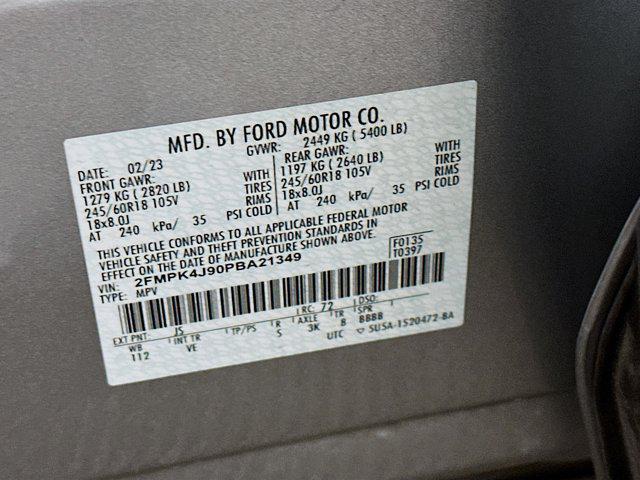 MFD. BY FORD MOTOR CO.
DATE: 02/23 GVWR: 2449 KG ( 5400 LB)
FRONT GAWR: REAR GAWR:
1279 KG ( 2820 LB) WITH 1197 KG ( 2640 LB) WITH
245/60R18 105V TIRES 245/60R18 105V TIRES
18x8.0J RIMS 18x8.0J RIMS
AT 240 kPa/ 35 PSI COLD AT 240 kPa/ 35 PSI COLD
THIS VEHICLE CONFORMS TO ALL APPLICABLE FEDERAL MOTOR
VEHICLE SAFETY AND THEFT PREVENTION STANDARDS IN
EFFECT ON THE DATE OF MANUFACTURE SHOWN ABOVE.
VIN: 2FMPK4J90PBA21349 F0135
TYPE: MPV T0397
EXT PNT: JS RC: 72 DSO:
WB INT TR TP/PS R AXLE TR SPR
112 VE S 3K 8 BBBB
UTC SU5A-1520472-BA